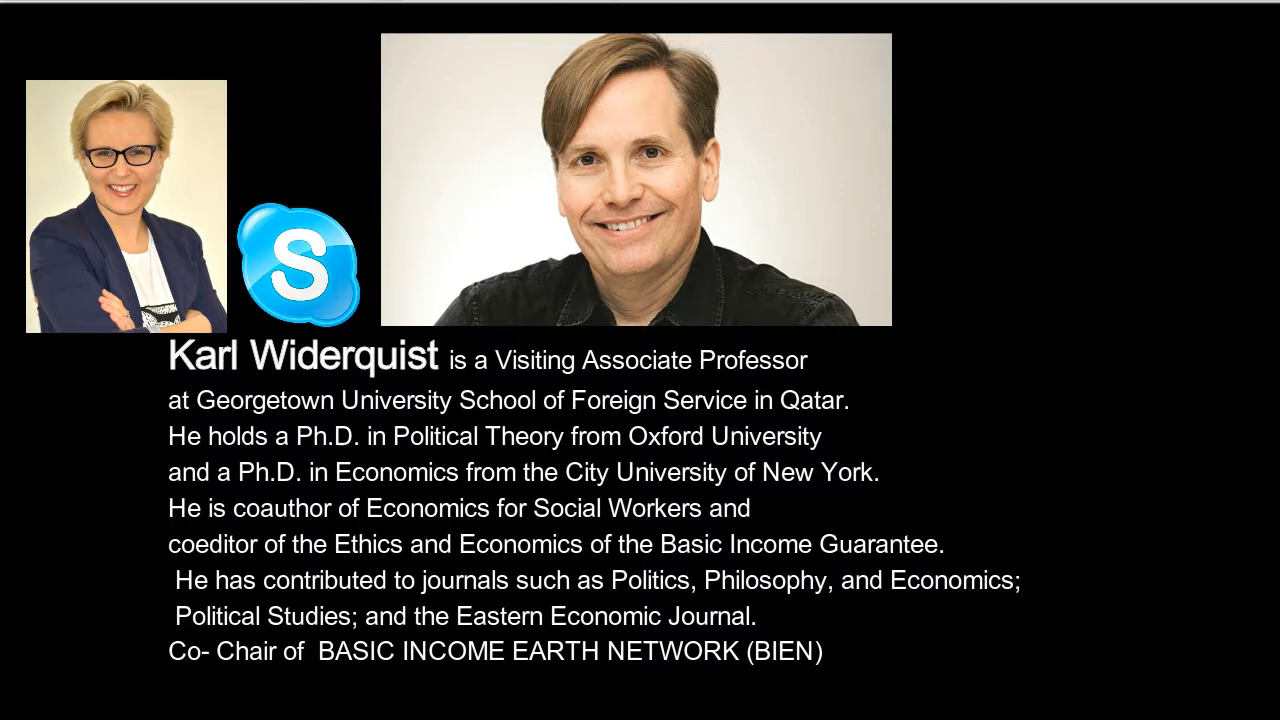 S
Karl Widerquist is a Visiting Associate Professor
at Georgetown University School of Foreign Service in Qatar.
He holds a Ph.D. in Political Theory from Oxford University
and a Ph.D. in Economics from the City University of New York.
He is coauthor of Economics for Social Workers and
coeditor of the Ethics and Economics of the Basic Income Guarantee.
He has contributed to journals such as Politics, Philosophy, and Economics;
Political Studies; and the Eastern Economic Journal.
Co- Chair of  BASIC INCOME EARTH NETWORK (BIEN)